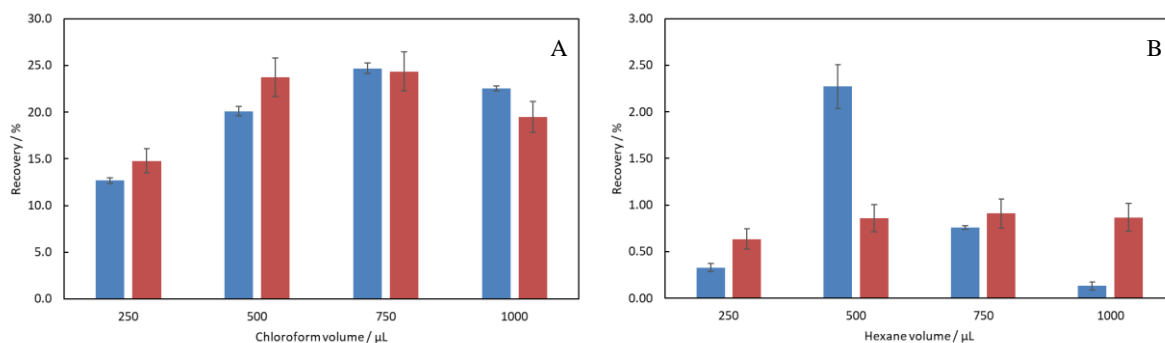 30.0
25.0
20.0
15.0
10.0
5.0
0.0
Recovery / %
A
250 500 750 1000
Chloroform volume / µL
3.00
2.50
2.00
1.50
1.00
0.50
0.00
Recovery / %
B
250 500 750 1000
Hexane volume / µL